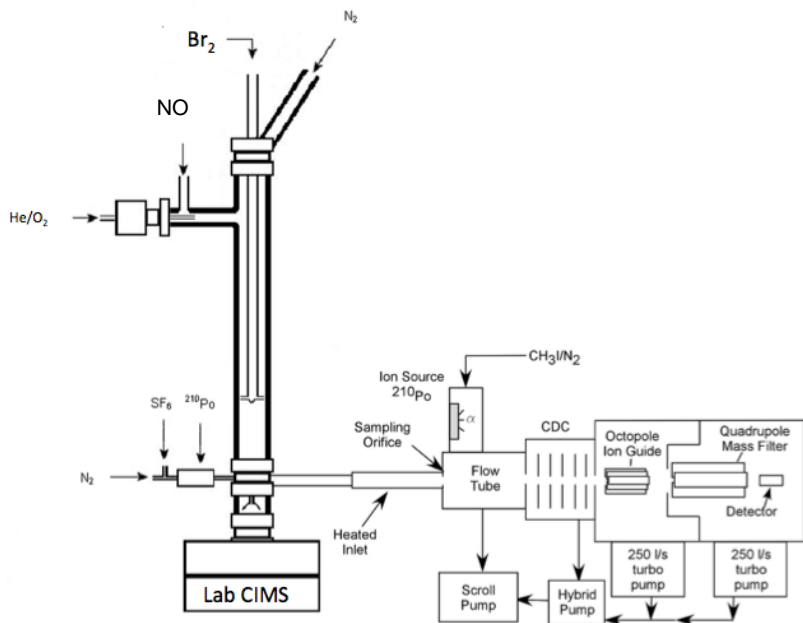 N₂
Br₂
NO
He/O₂
SF₆
²¹⁰Po
N₂
Lab CIMS
Heated
Inlet
Sampling
Orifice
Ion Source
²¹⁰Po
α
CH₃I/N₂
Flow
Tube
CDC
Octopole
Ion Guide
Quadrupole
Mass Filter
Detector
Scroll
Pump
Hybrid
Pump
250 l/s
turbo
pump
250 l/s
turbo
pump